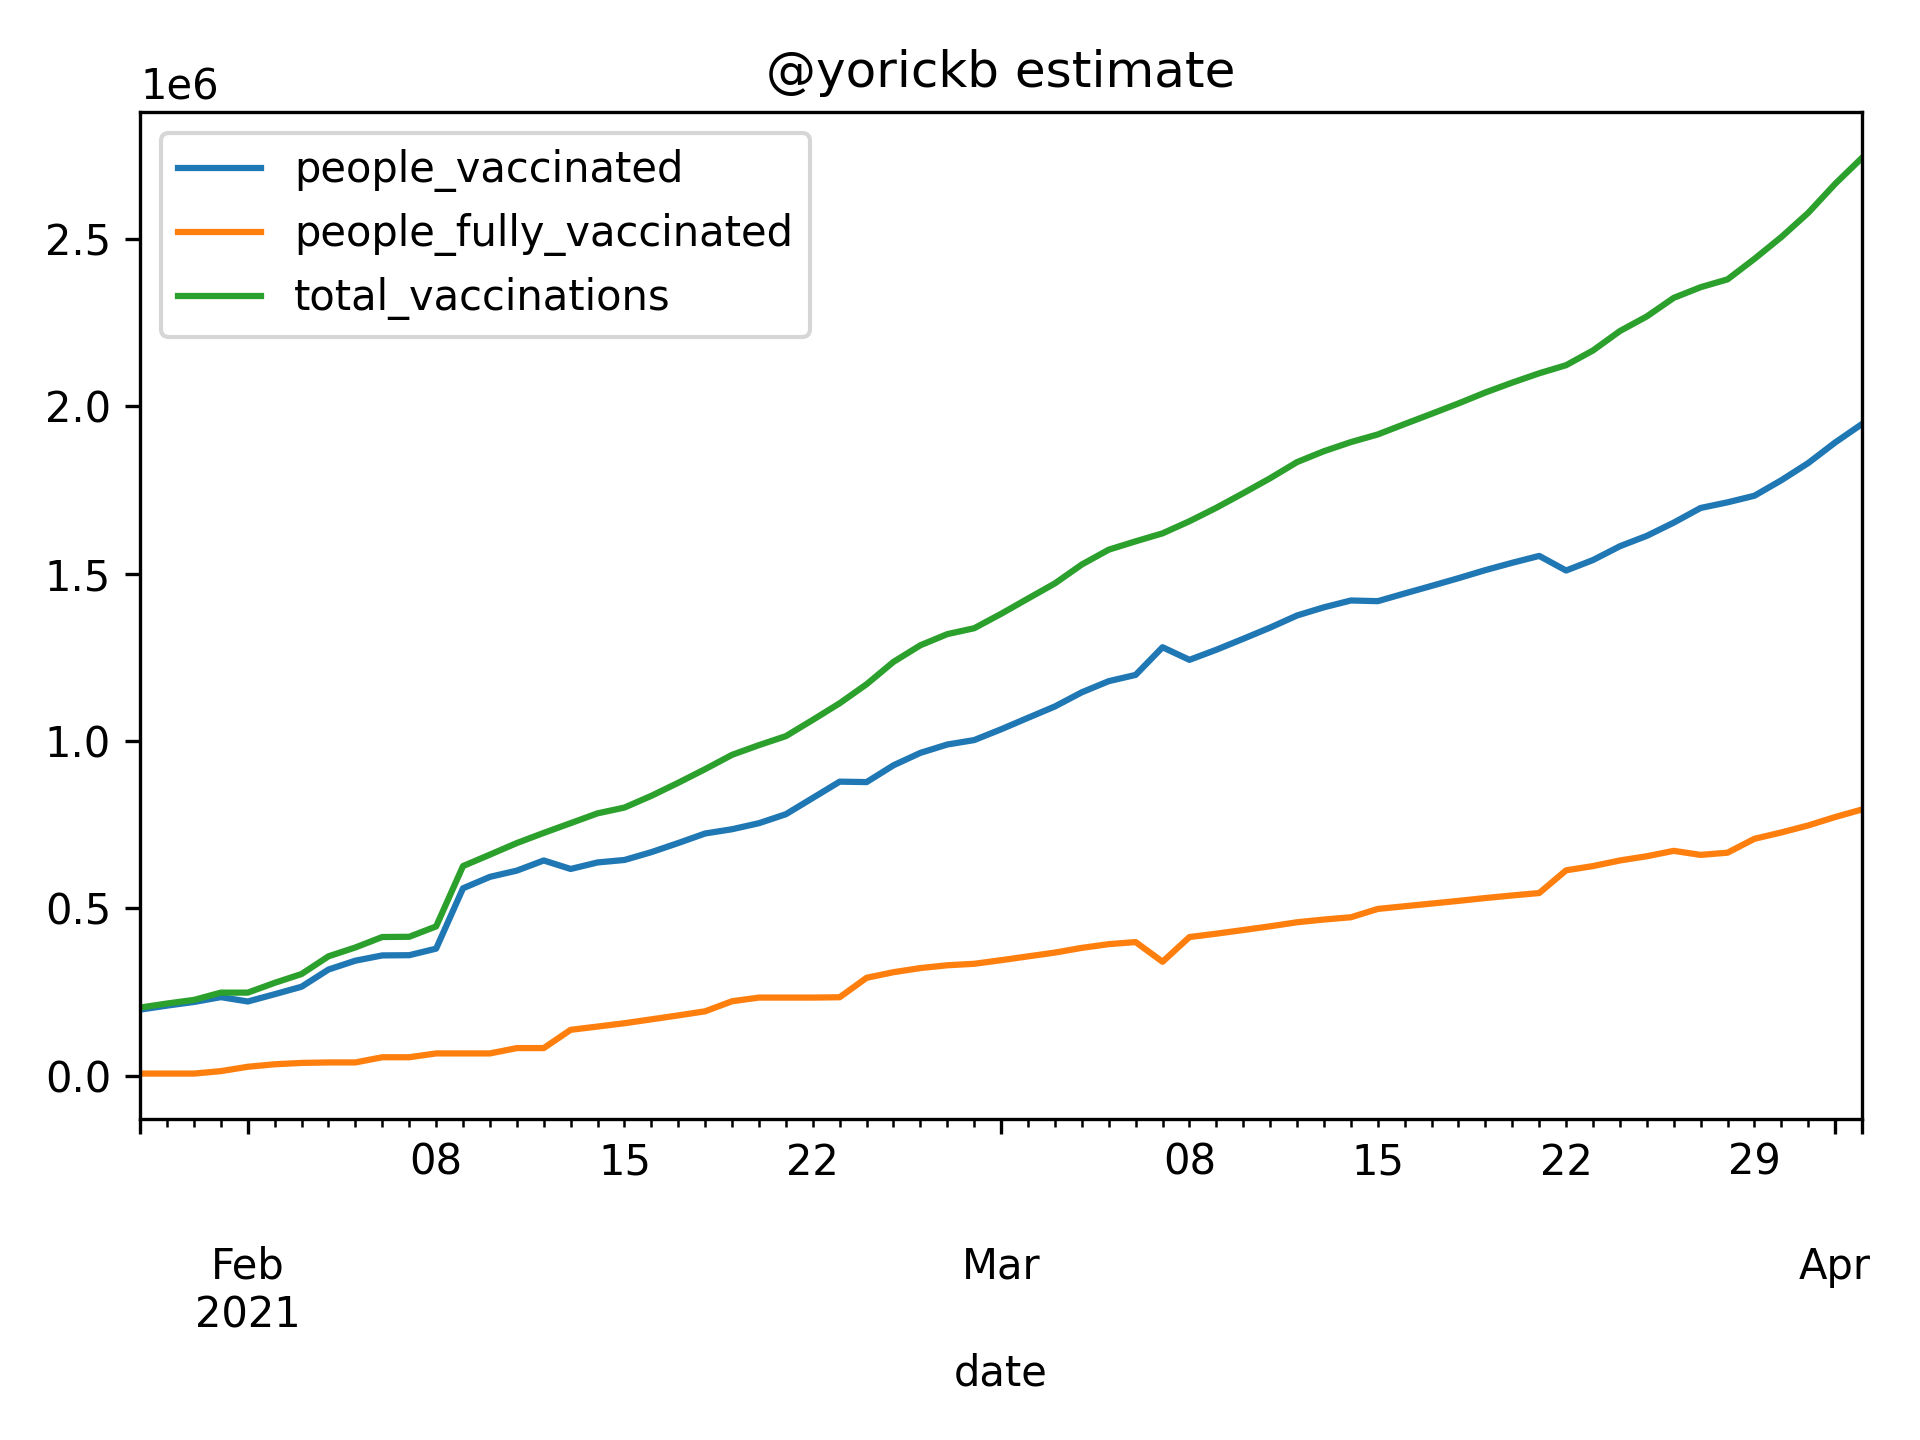 @yorickb estimate
1e6
people_vaccinated
people_fully_vaccinated
total_vaccinations
2.5
2.0
1.5
1.0
0.5
0.0
08 15 22 08 15 22 29
Feb Mar Apr
2021
date